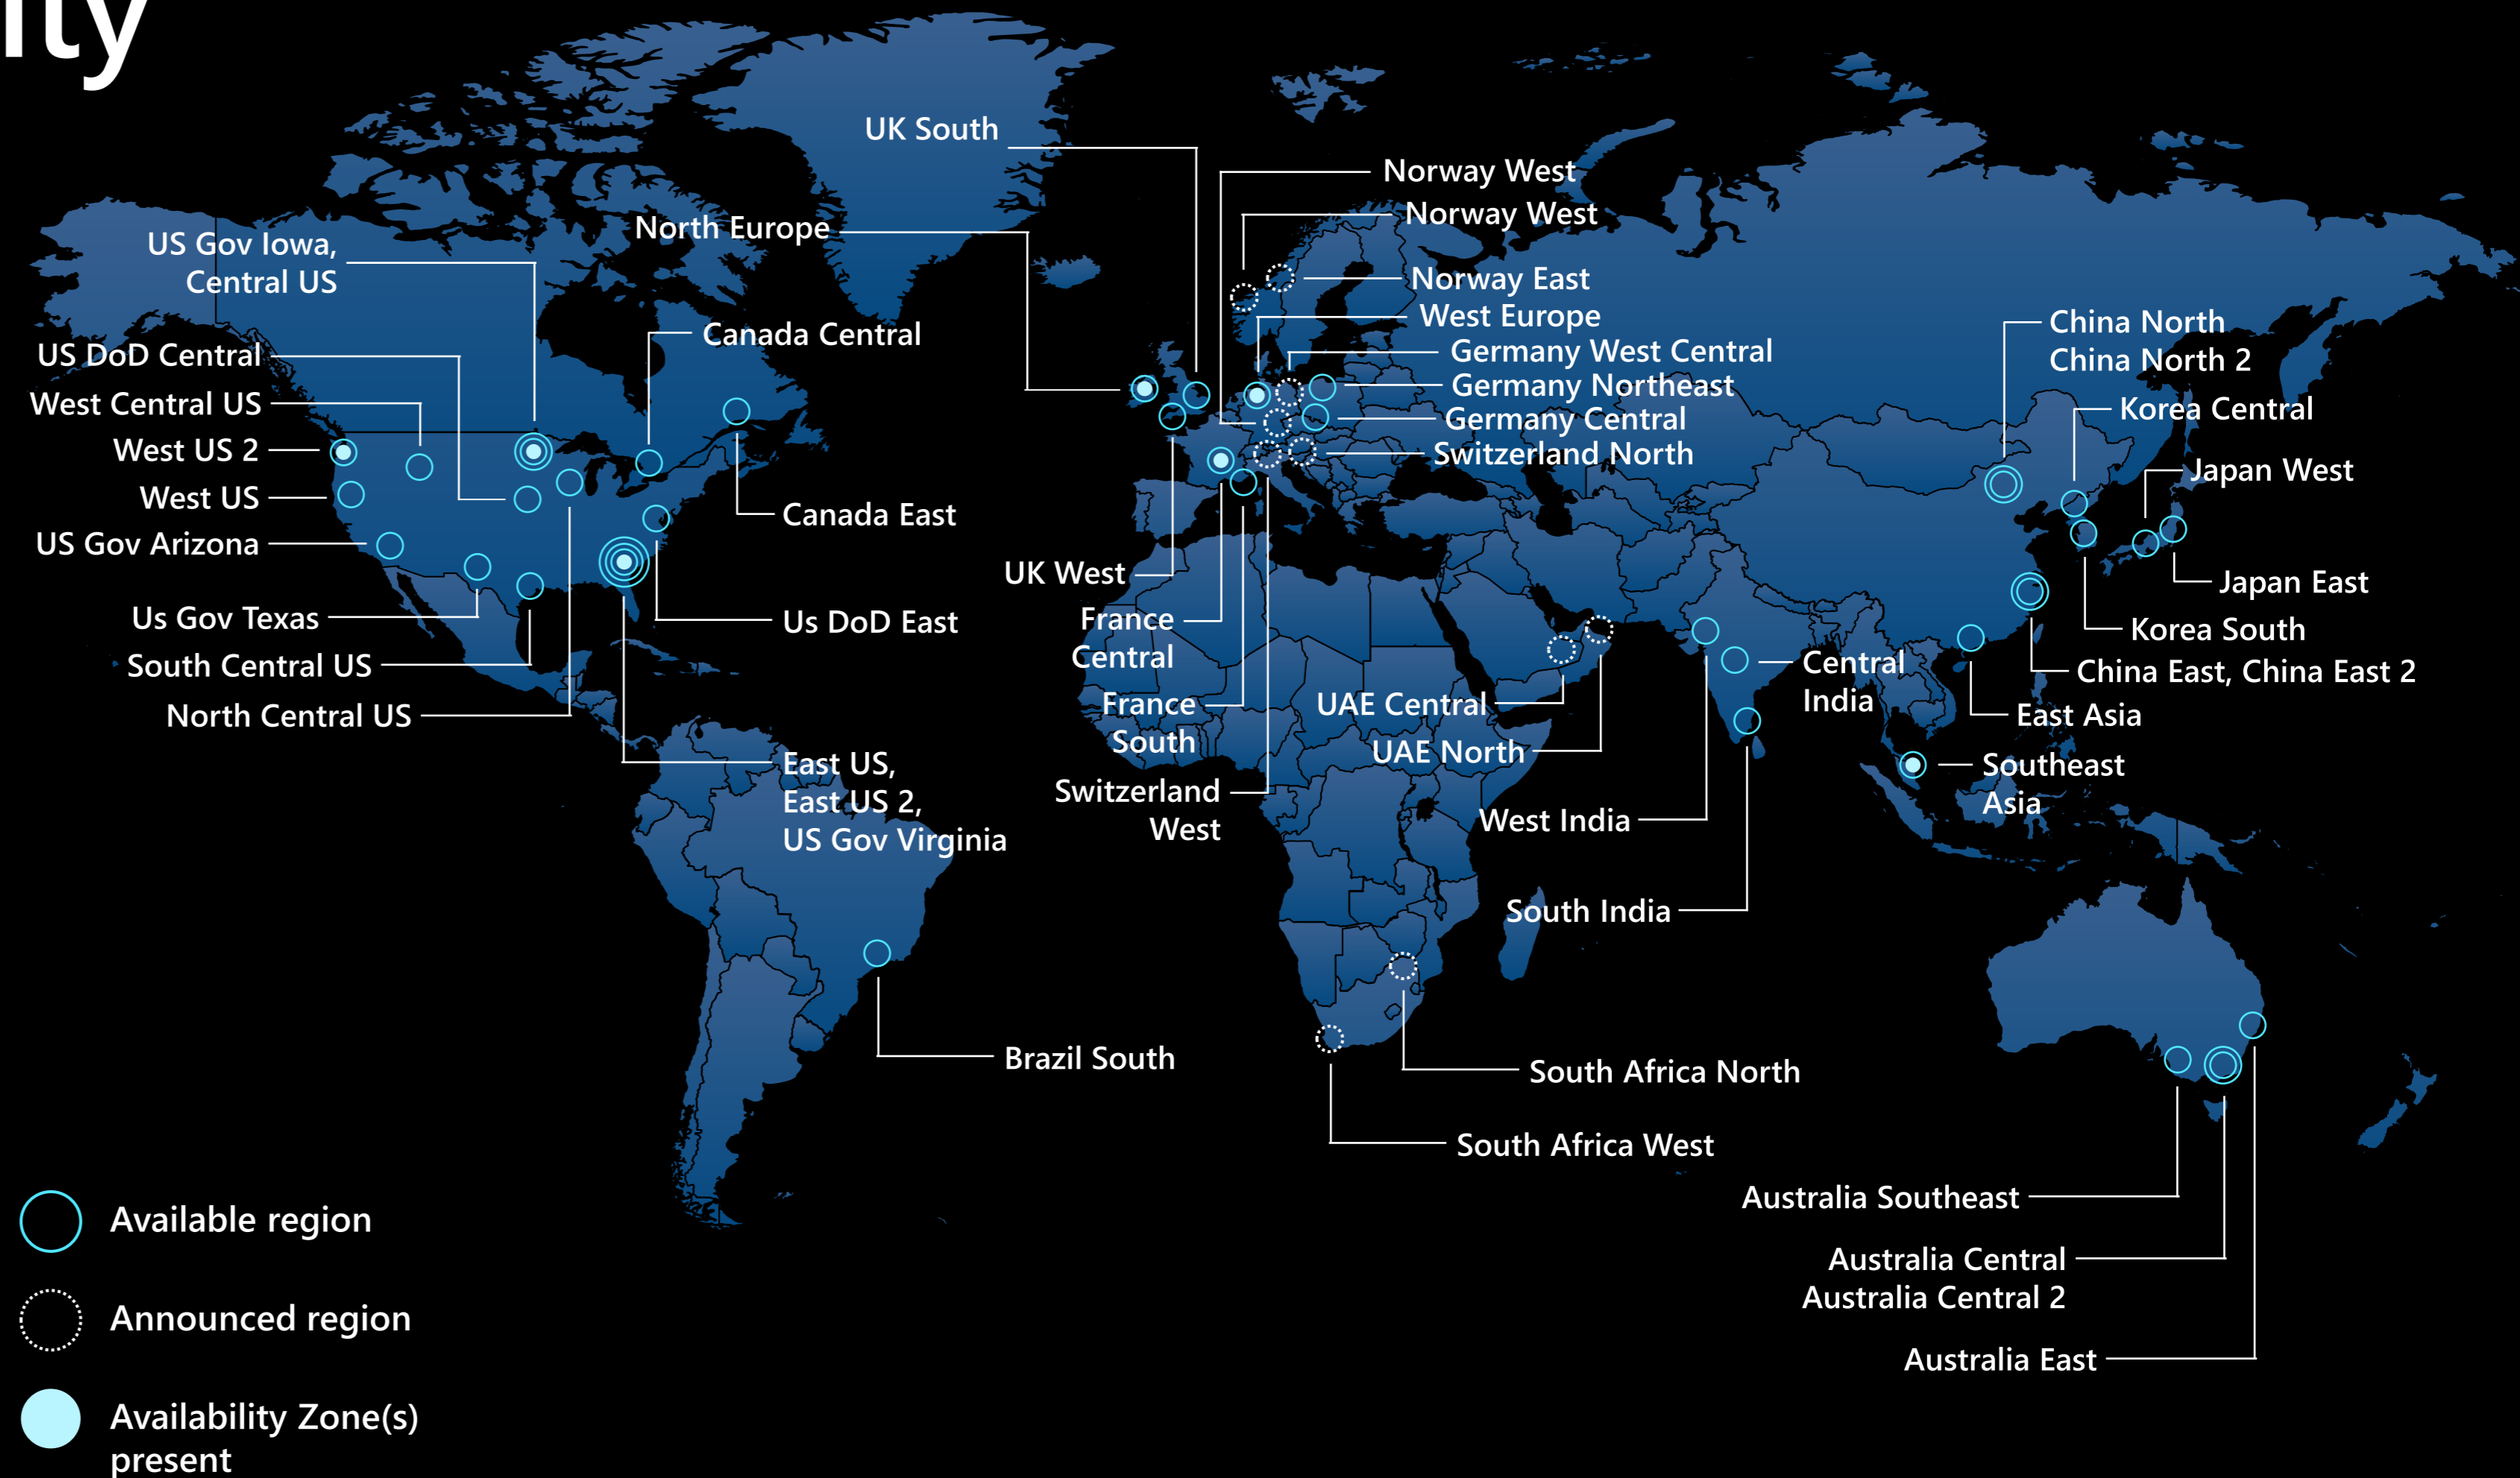 ity
UK South
Norway West
Norway West
North Europe
US Gov Iowa,
Central US
Norway East
West Europe
Canada Central
US DoD Central
Germany West Central
Germany Northeast
Germany Central
Switzerland North
China North
China North 2
Korea Central
Japan West
West Central US
West US 2
West US
US Gov Arizona
Canada East
UK West
Japan East
Us Gov Texas
Us DoD East
France
Central
Korea South
South Central US
Central
India
China East, China East 2
North Central US
France
South
UAE Central
East Asia
UAE North
East US,
East US 2,
US Gov Virginia
Switzerland
West
Southeast
Asia
West India
South India
Brazil South
South Africa North
South Africa West
Australia Southeast
Australia Central
Australia Central 2
Australia East
Available region
Announced region
Availability Zone(s)
present